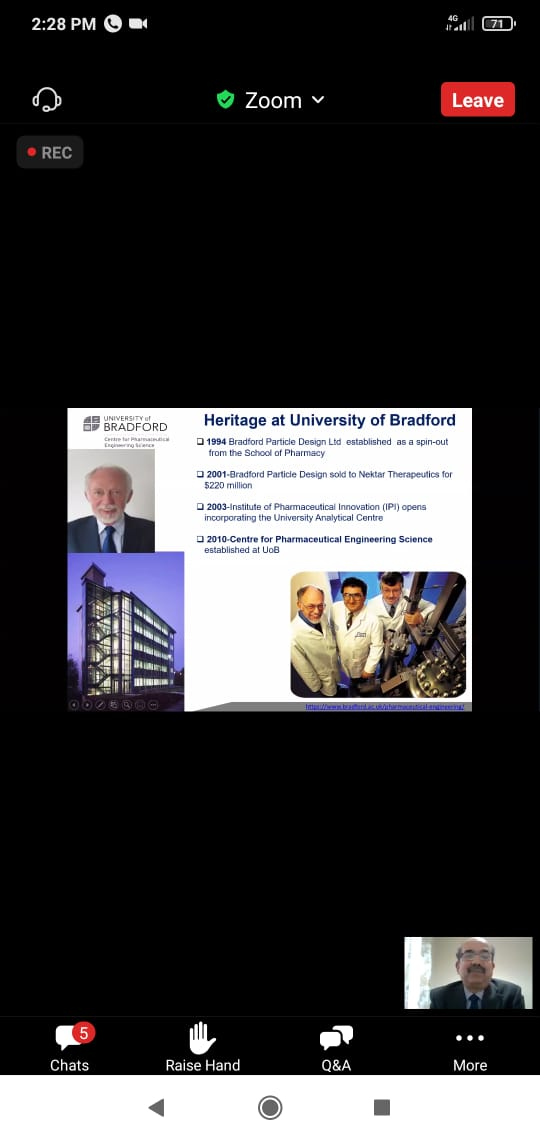 2:28 PM
4G
71
Zoom
Leave
REC
UNIVERSITY of
BRADFORD
Centre for Pharmaceutical
Engineering Science
Heritage at University of Bradford
1994 Bradford Particle Design Ltd established as a spin-out
from the School of Pharmacy
2001-Bradford Particle Design sold to Nektar Therapeutics for
$220 million
2003-Institute of Pharmaceutical Innovation (IPI) opens
incorporating the University Analytical Centre
2010-Centre for Pharmaceutical Engineering Science
established at UoB
https://www.bradford.ac.uk/pharmaceutical-engineering/
5
Chats
Raise Hand
Q&A
More